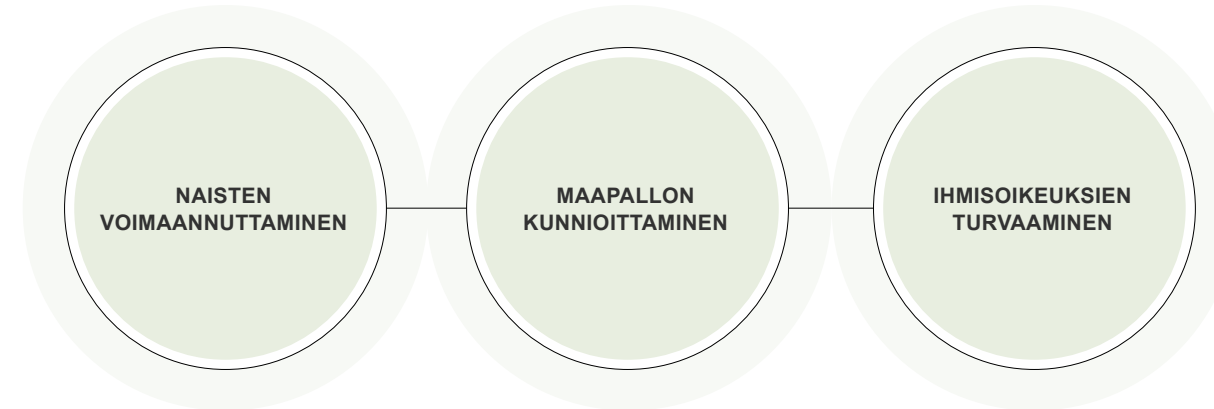 NAISTEN
VOIMAANNUTTAMINEN
MAAPALLON
KUNNIOITTAMINEN
IHMISOIKEUKSIEN
TURVAAMINEN